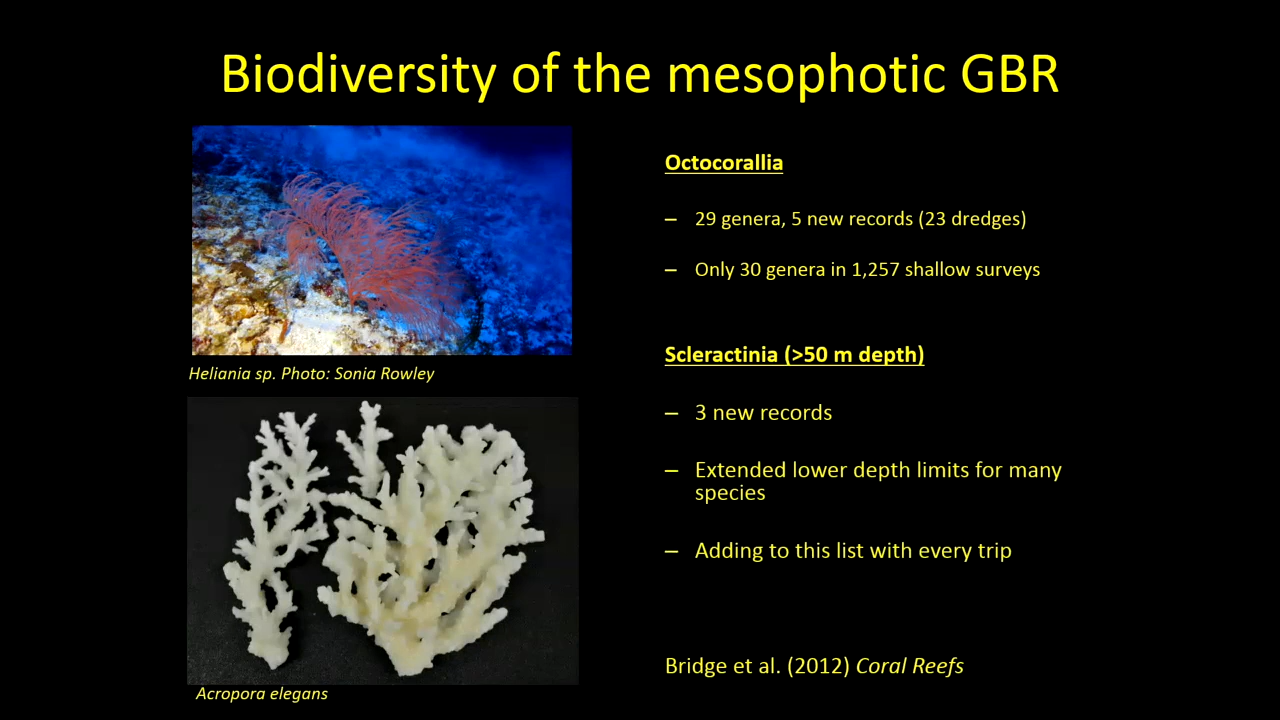 Biodiversity of the mesophotic GBR
Heliania sp. Photo: Sonia Rowley
Acropora elegans
Octocorallia
– 29 genera, 5 new records (23 dredges)
– Only 30 genera in 1,257 shallow surveys
Scleractinia (>50 m depth)
– 3 new records
– Extended lower depth limits for many
species
– Adding to this list with every trip
Bridge et al. (2012) Coral Reefs